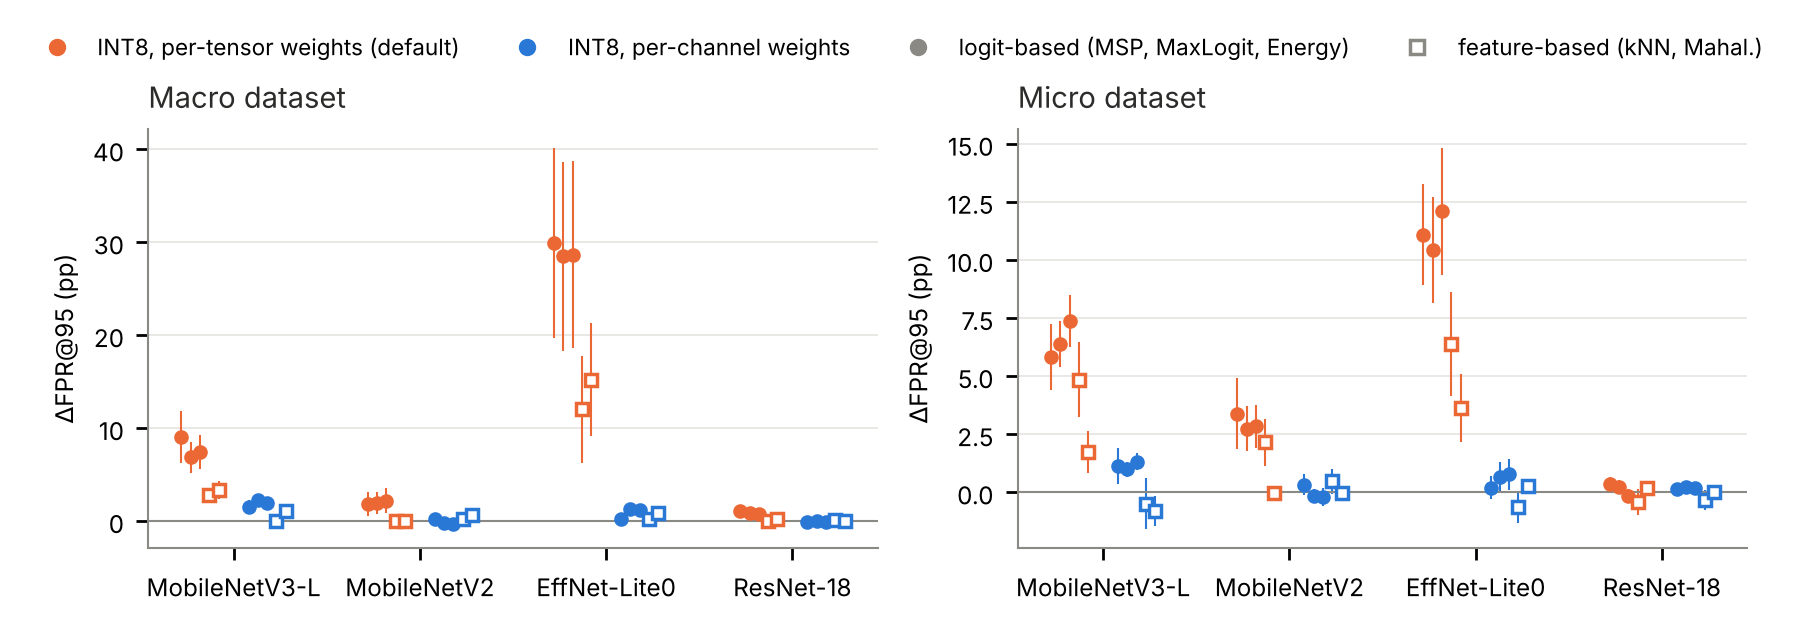 INT8, per-tensor weights (default)
INT8, per-channel weights
logit-based (MSP, MaxLogit, Energy)
feature-based (kNN, Mahal.)
Macro dataset
ΔFPR@95 (pp)
40
30
20
10
0
MobileNetV3-L
MobileNetV2
EffNet-Lite0
ResNet-18
Micro dataset
ΔFPR@95 (pp)
15.0
12.5
10.0
7.5
5.0
2.5
0.0
MobileNetV3-L
MobileNetV2
EffNet-Lite0
ResNet-18